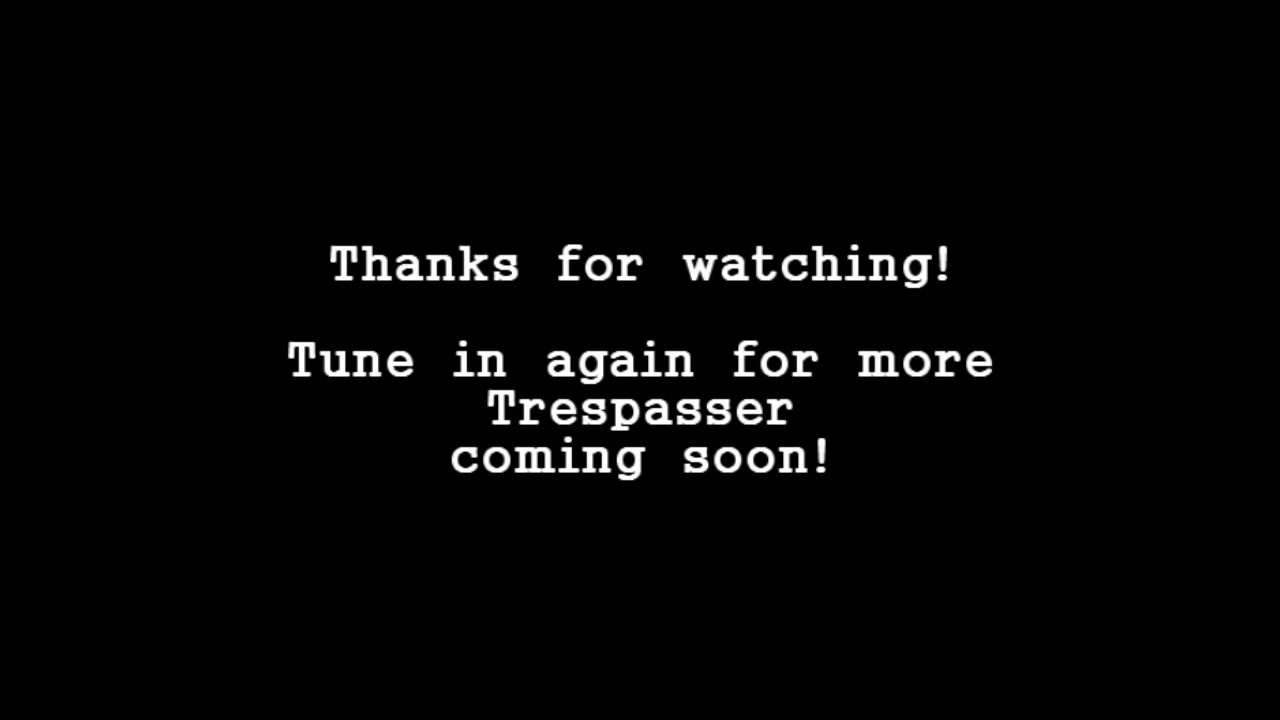 Thanks for watching!
Tune in again for more
Trespasser
coming soon!